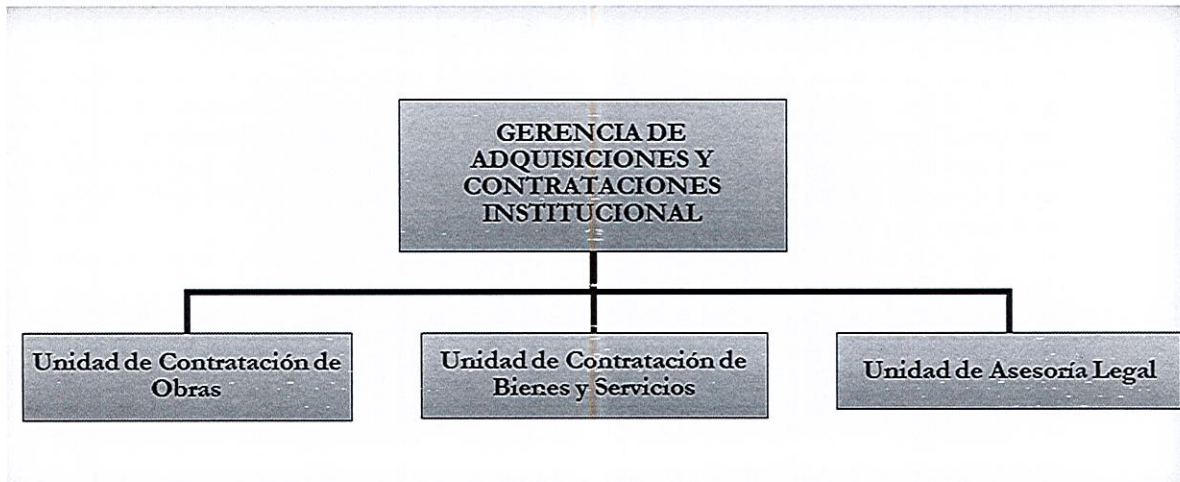 GERENCIA DE
ADQUISICIONES Y
CONTRATACIONES
INSTITUCIONAL
Unidad de Contratación de
Obras
Unidad de Contratación de
Bienes y Servicios
Unidad de Asesoría Legal